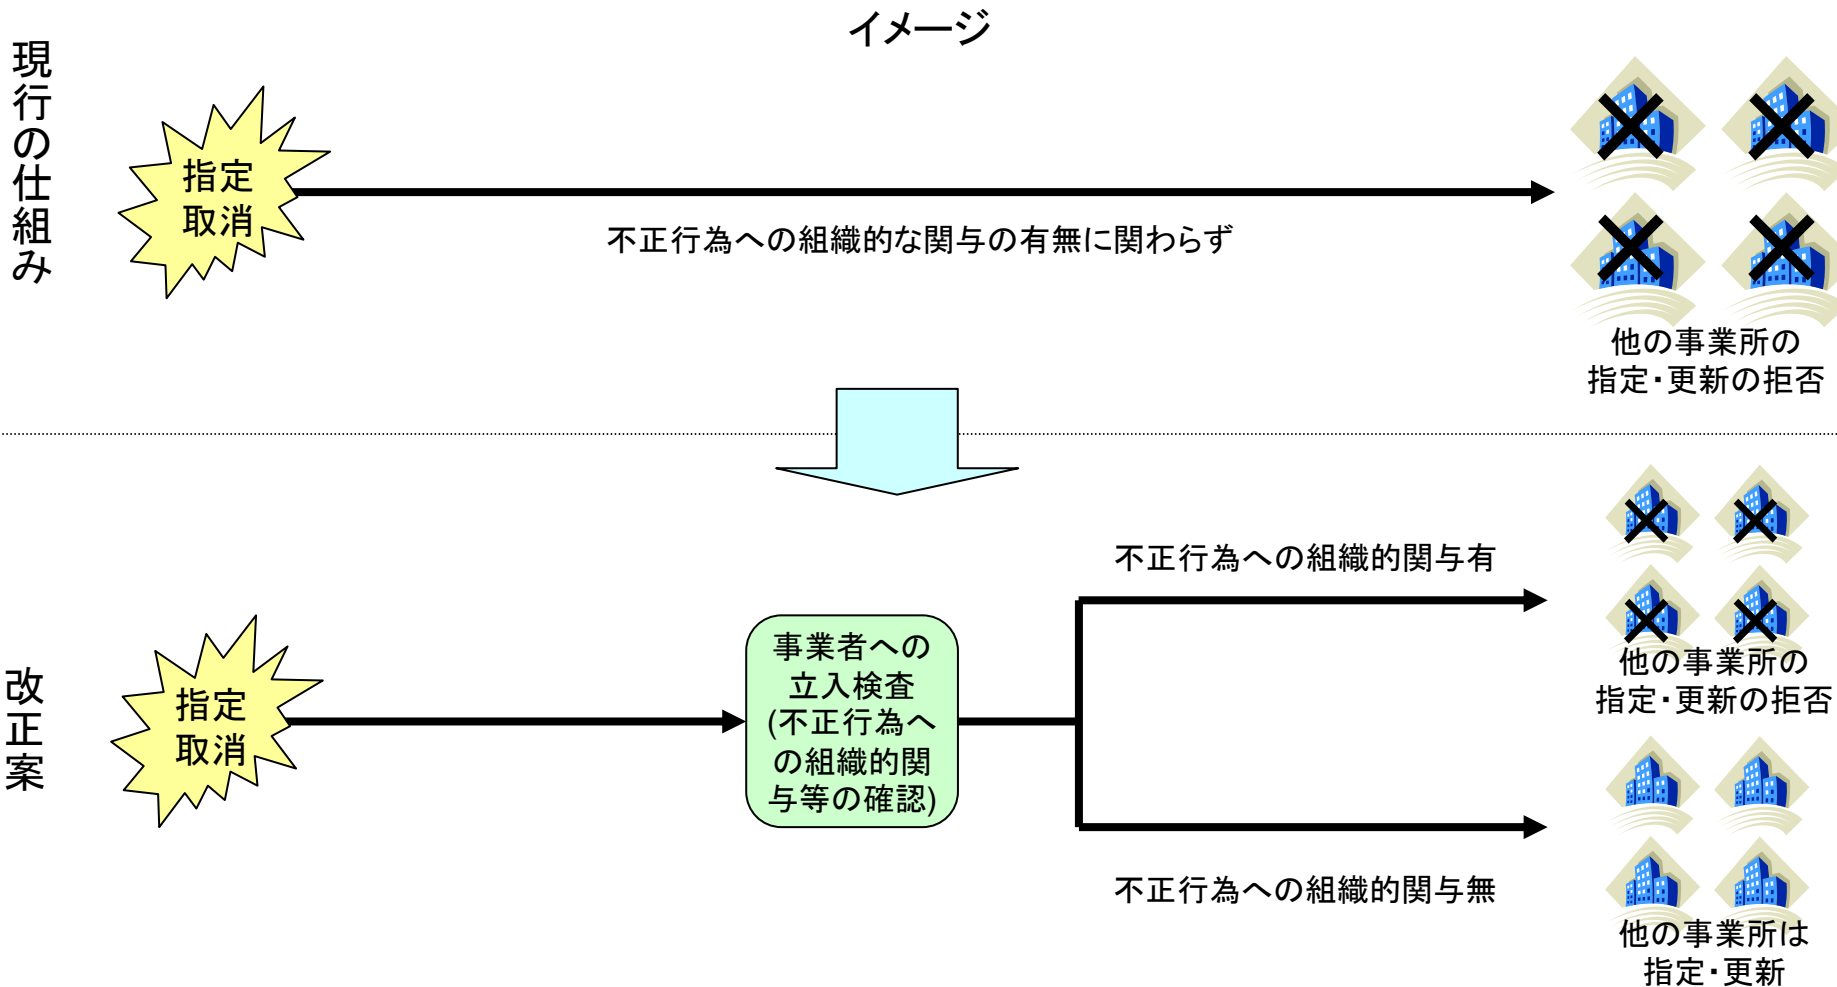 イメージ
現行の仕組み
指定
取消
不正行為への組織的な関与の有無に関わらず
他の事業所の
指定・更新の拒否
改正案
指定
取消
事業者への
立入検査
(不正行為へ
の組織的関
与等の確認)
不正行為への組織的関与有
他の事業所の
指定・更新の拒否
不正行為への組織的関与無
他の事業所は
指定・更新